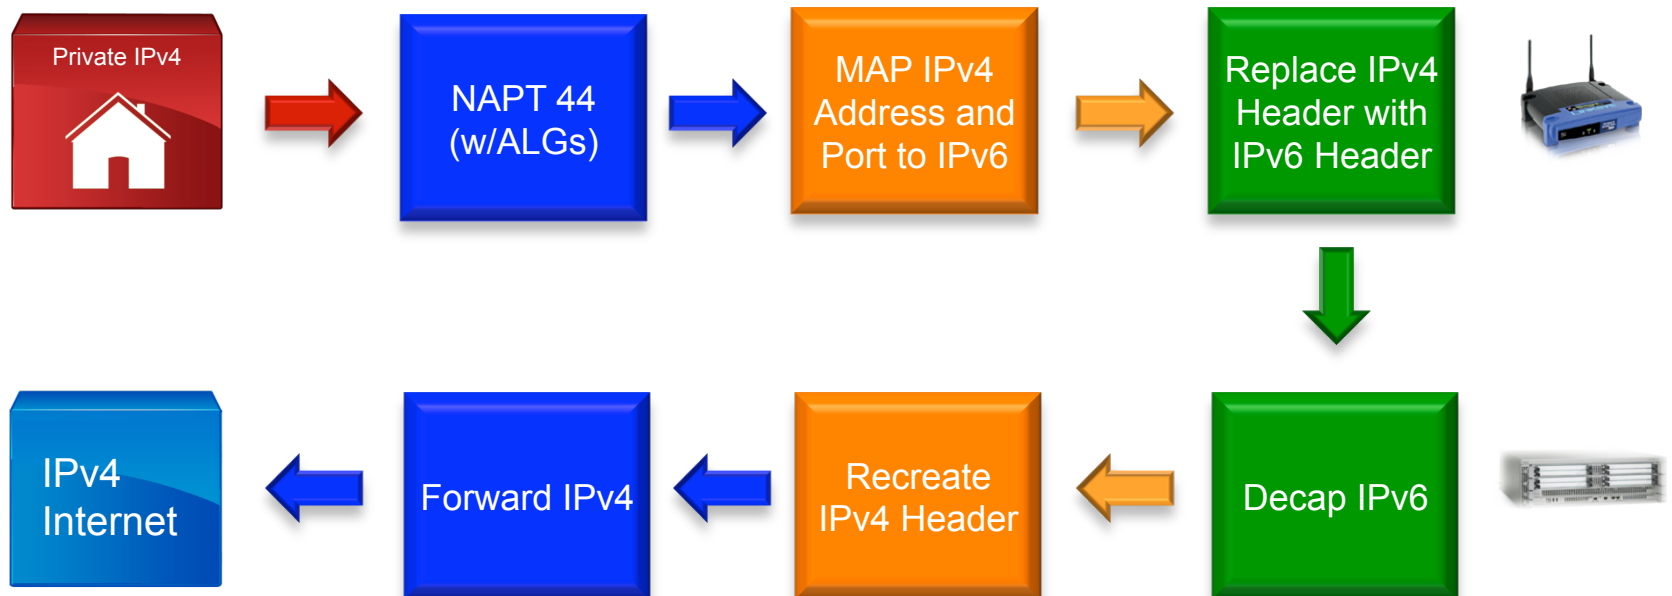 Private IPv4
NAPT 44
(w/ALGs)
MAP IPv4
Address and
Port to IPv6
Replace IPv4
Header with
IPv6 Header
IPv4
Internet
Forward IPv4
Recreate
IPv4 Header
Decap IPv6